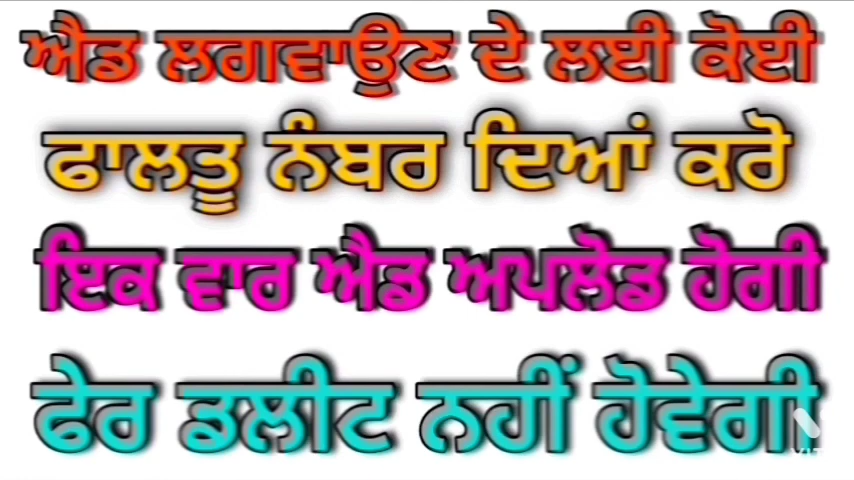 ਐਡ ਲਗਵਾਉਣ ਦੇ ਲਈ ਕੋਈ
ਫਾਲਤੂ ਨੰਬਰ ਦਿਆਂ ਕਰੋ
ਇਕ ਵਾਰ ਐਡ ਅਪਲੋਡ ਹੋਗੀ
ਫੇਰ ਡਲੀਟ ਨਹੀਂ ਹੋਵੇਗੀ